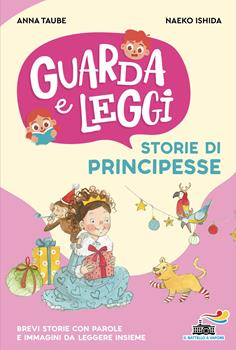 ANNA TAUBE
NAEKO ISHIDA
GUARDA
e LEGGI
STORIE DI
PRINCIPESSE
BREVI STORIE CON PAROLE
E IMMAGINI DA LEGGERE INSIEME
IL BATTELLO A VAPORE